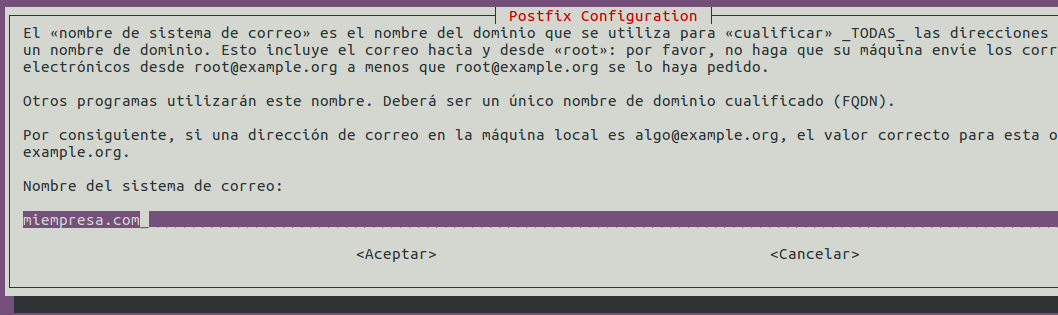 Postfix Configuration
El «nombre de sistema de correo» es el nombre del dominio que se utiliza para «cualificar» _TODAS_ las direcciones
un nombre de dominio. Esto incluye el correo hacia y desde «root»: por favor, no haga que su máquina envíe los corr
electrónicos desde root@example.org a menos que root@example.org se lo haya pedido.
Otros programas utilizarán este nombre. Deberá ser un único nombre de dominio cualificado (FQDN).
Por consiguiente, si una dirección de correo en la máquina local es algo@example.org, el valor correcto para esta o
example.org.
Nombre del sistema de correo:
miempresa.com_
<Aceptar> <Cancelar>